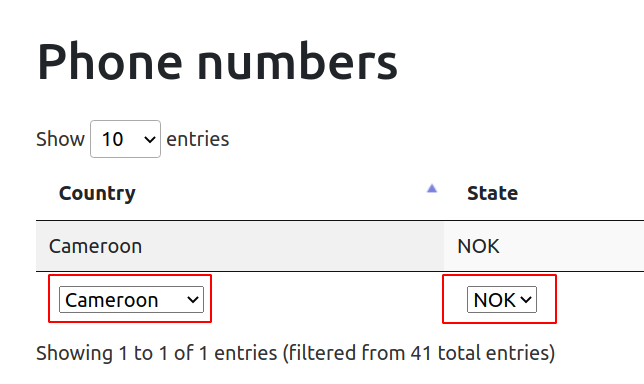 Phone numbers
Show 10 entries
Country State
Cameroon NOK
Cameroon NOK
Showing 1 to 1 of 1 entries (filtered from 41 total entries)